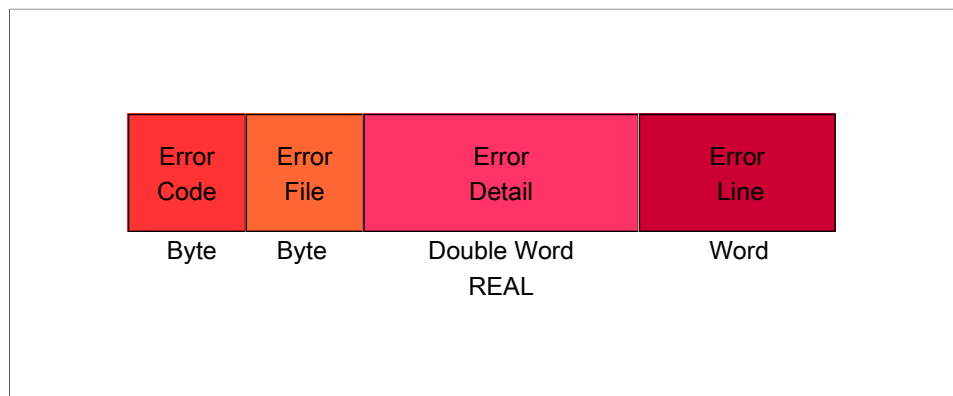 Error Error Error Error
Code File Detail Line
Byte Byte Double Word Word
REAL